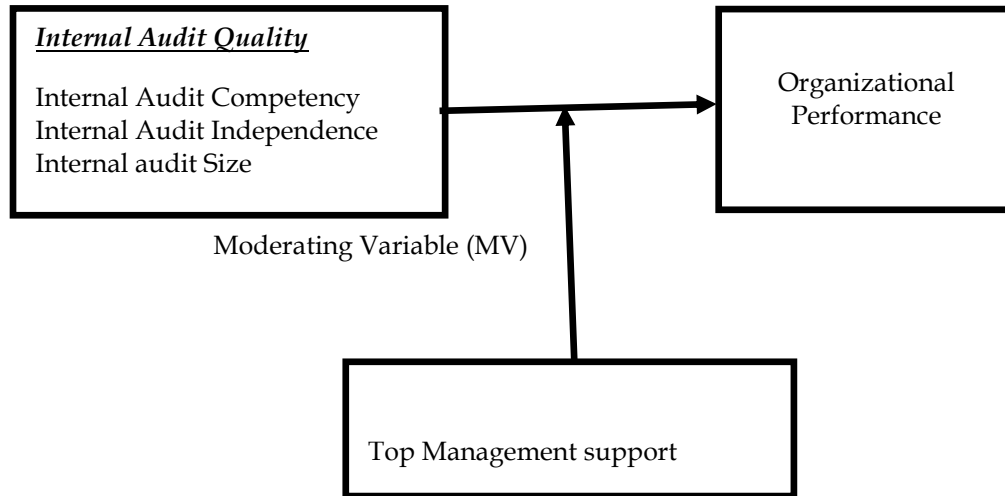 Internal Audit Quality
Internal Audit Competency
Internal Audit Independence
Internal audit Size
Organizational
Performance
Moderating Variable (MV)
Top Management support